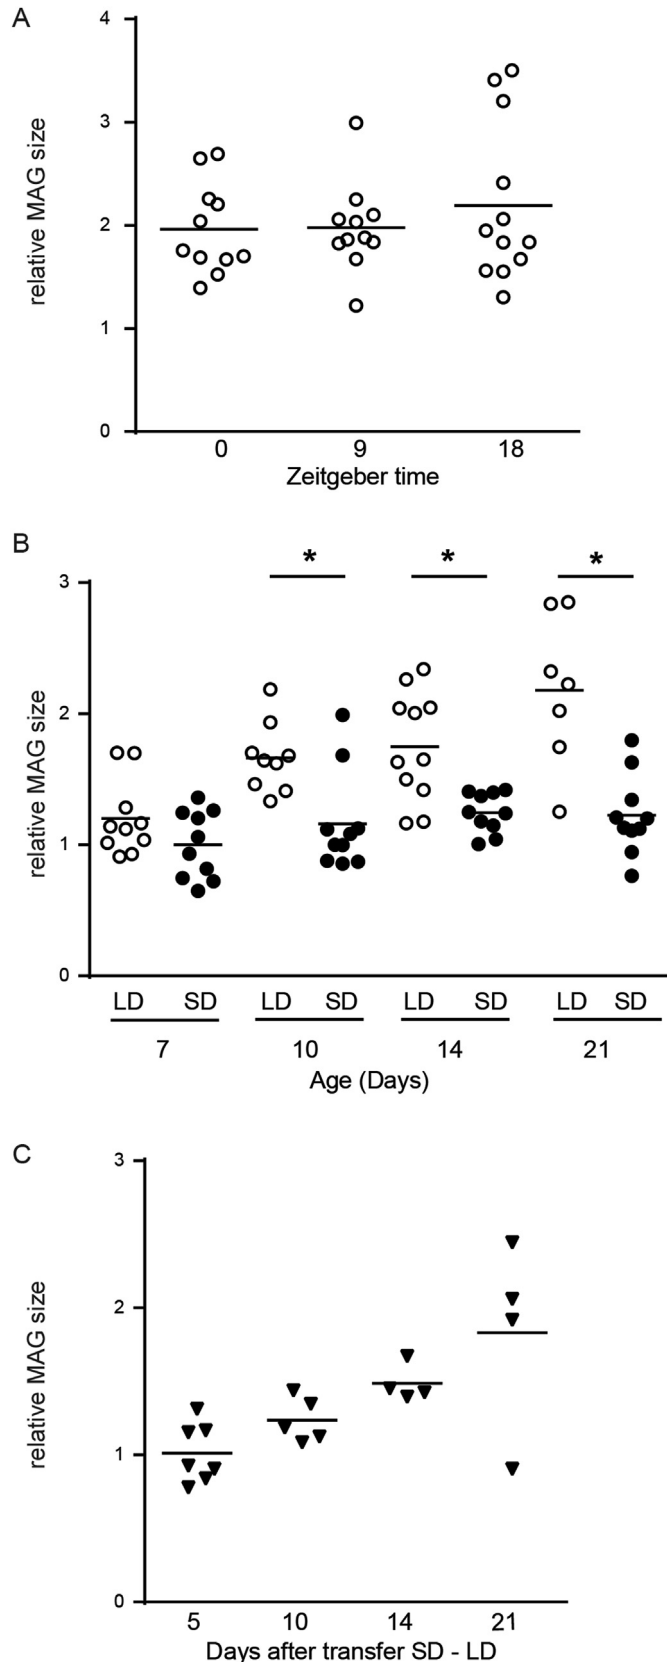 A
4
3
2
1
0
relative MAG size
0 9 18
Zeitgeber time
B
* * *
3
2
1
0
relative MAG size
LD SD LD SD LD SD LD SD
7 10 14 21
Age (Days)
C
3
2
1
0
relative MAG size
5 10 14 21
Days after transfer SD - LD